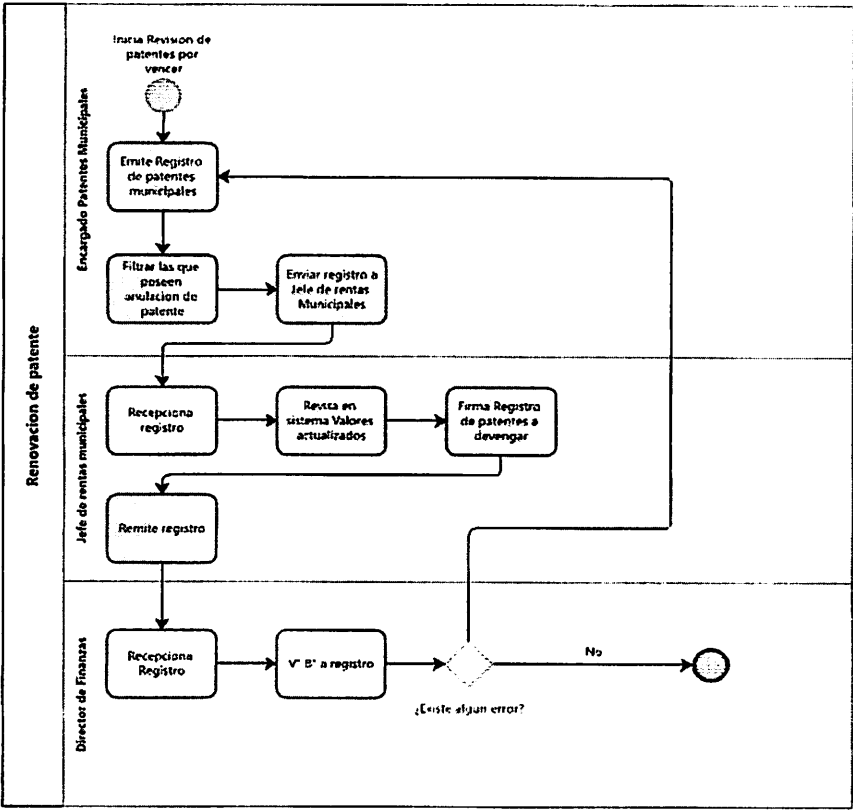 Renovacion de patente
Encargado Patentes Municipales
Inicia Revision de
patentes por
vencer
Emite Registro
de patentes
municipales
Filtrar las que
poseen
anulacion de
patente
Enviar registro a
Jefe de rentas
Municipales
Jefe de rentas municipales
Recepciona
registro
Revisa en
sistema Valores
actualizados
Firma Registro
de patentes a
devengar
Remite registro
Director de Finanzas
Recepciona
Registro
V° B° a registro
¿Existe algun error?
No